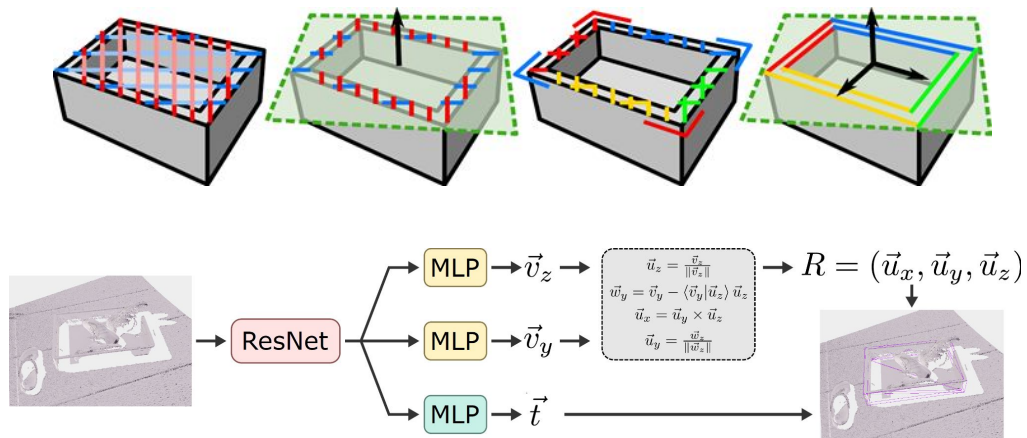 MLP $\vec{v}_z$ $\vec{u}_z = \frac{\vec{v}_z}{\|\vec{v}_z\|}$ $R = (\vec{u}_x, \vec{u}_y, \vec{u}_z)$
$\vec{w}_y = \vec{v}_y - \langle \vec{v}_y | \vec{u}_z \rangle \, \vec{u}_z$
ResNet
$\vec{u}_x = \vec{u}_y \times \vec{u}_z$
MLP $\vec{v}_y$ $\vec{u}_y = \frac{\vec{w}_z}{\|\vec{w}_z\|}$
MLP $\vec{t}$